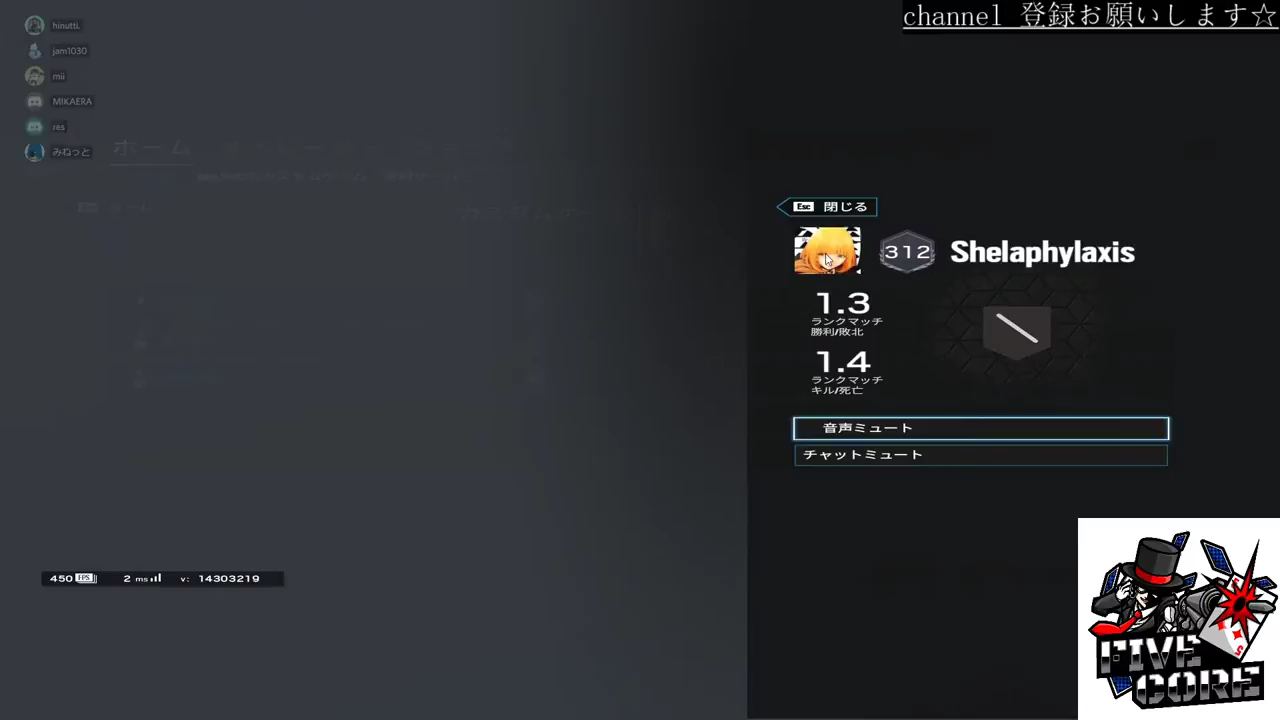 channel 登録お願いします☆
hinutti.
jam1030
mii
MIKAERA
res
みねっと
ホーム
Esc 閉じる
312 Shelaphylaxis
1.3
ランクマッチ
勝利/敗北
1.4
ランクマッチ
キル/死亡
音声ミュート
チャットミュート
450 FPS 2 ms v: 14303219
FIVE
CORE